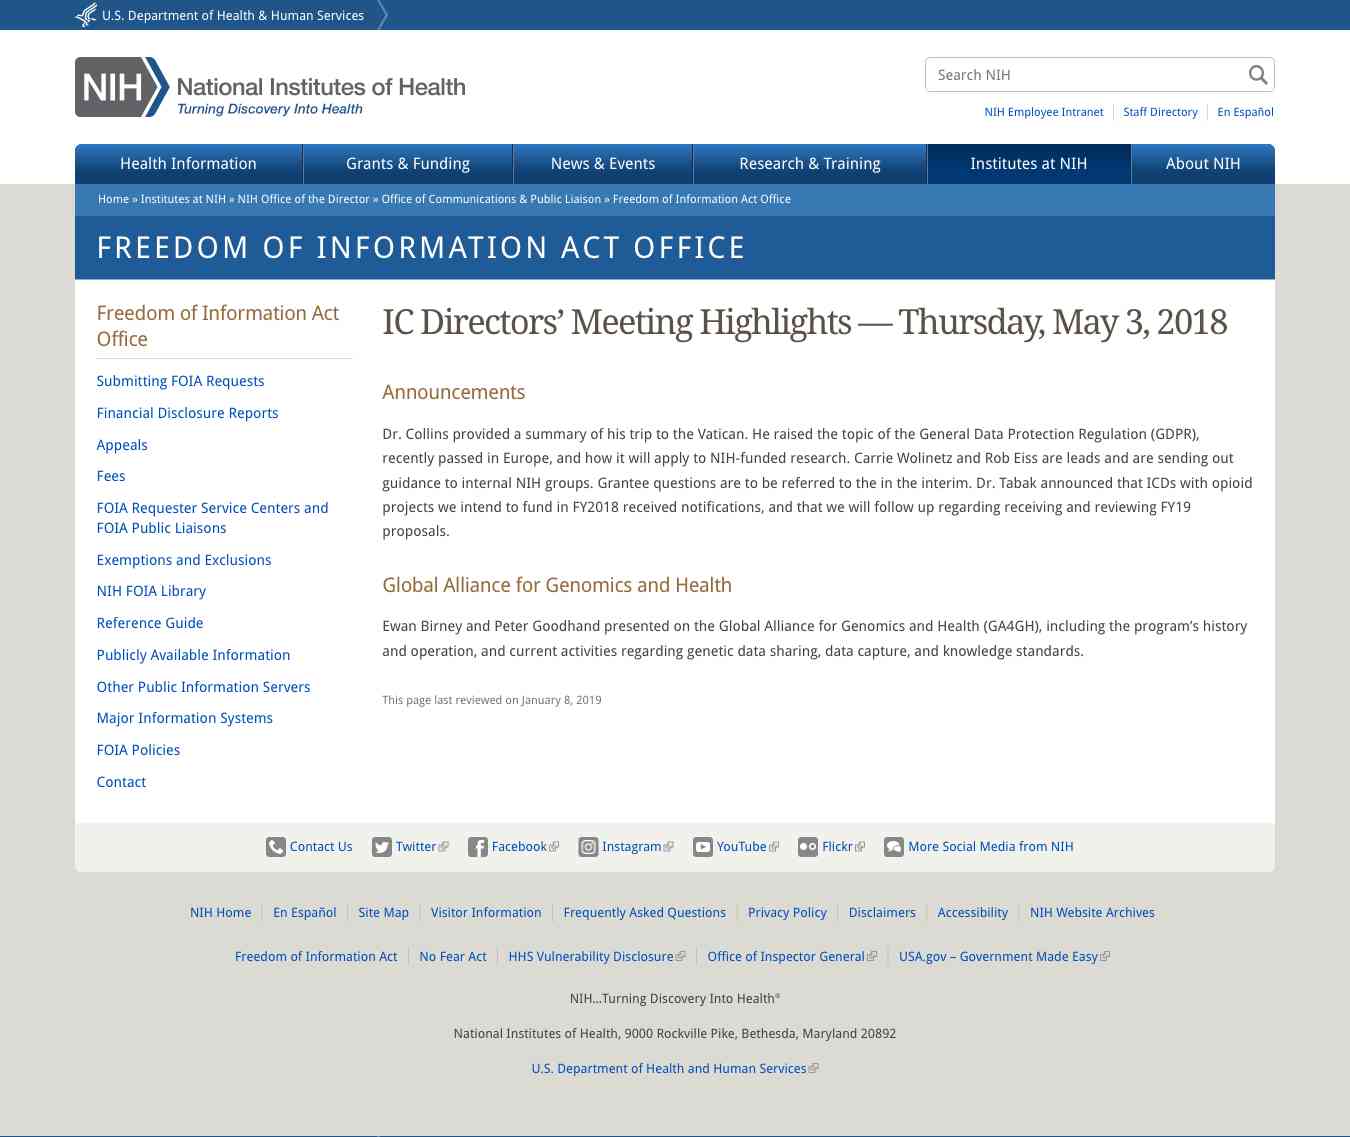 U.S. Department of Health & Human Services
NIH National Institutes of Health
Turning Discovery Into Health
Search NIH
NIH Employee Intranet Staff Directory En Español
Health Information Grants & Funding News & Events Research & Training Institutes at NIH About NIH
Home » Institutes at NIH » NIH Office of the Director » Office of Communications & Public Liaison » Freedom of Information Act Office
FREEDOM OF INFORMATION ACT OFFICE
Freedom of Information Act
Office
Submitting FOIA Requests
Financial Disclosure Reports
Appeals
Fees
FOIA Requester Service Centers and
FOIA Public Liaisons
Exemptions and Exclusions
NIH FOIA Library
Reference Guide
Publicly Available Information
Other Public Information Servers
Major Information Systems
FOIA Policies
Contact
IC Directors’ Meeting Highlights — Thursday, May 3, 2018
Announcements
Dr. Collins provided a summary of his trip to the Vatican. He raised the topic of the General Data Protection Regulation (GDPR),
recently passed in Europe, and how it will apply to NIH-funded research. Carrie Wolinetz and Rob Eiss are leads and are sending out
guidance to internal NIH groups. Grantee questions are to be referred to the in the interim. Dr. Tabak announced that ICDs with opioid
projects we intend to fund in FY2018 received notifications, and that we will follow up regarding receiving and reviewing FY19
proposals.
Global Alliance for Genomics and Health
Ewan Birney and Peter Goodhand presented on the Global Alliance for Genomics and Health (GA4GH), including the program’s history
and operation, and current activities regarding genetic data sharing, data capture, and knowledge standards.
This page last reviewed on January 8, 2019
Contact Us Twitter Facebook Instagram YouTube Flickr More Social Media from NIH
NIH Home En Español Site Map Visitor Information Frequently Asked Questions Privacy Policy Disclaimers Accessibility NIH Website Archives
Freedom of Information Act No Fear Act HHS Vulnerability Disclosure Office of Inspector General USA.gov – Government Made Easy
NIH…Turning Discovery Into Health®
National Institutes of Health, 9000 Rockville Pike, Bethesda, Maryland 20892
U.S. Department of Health and Human Services